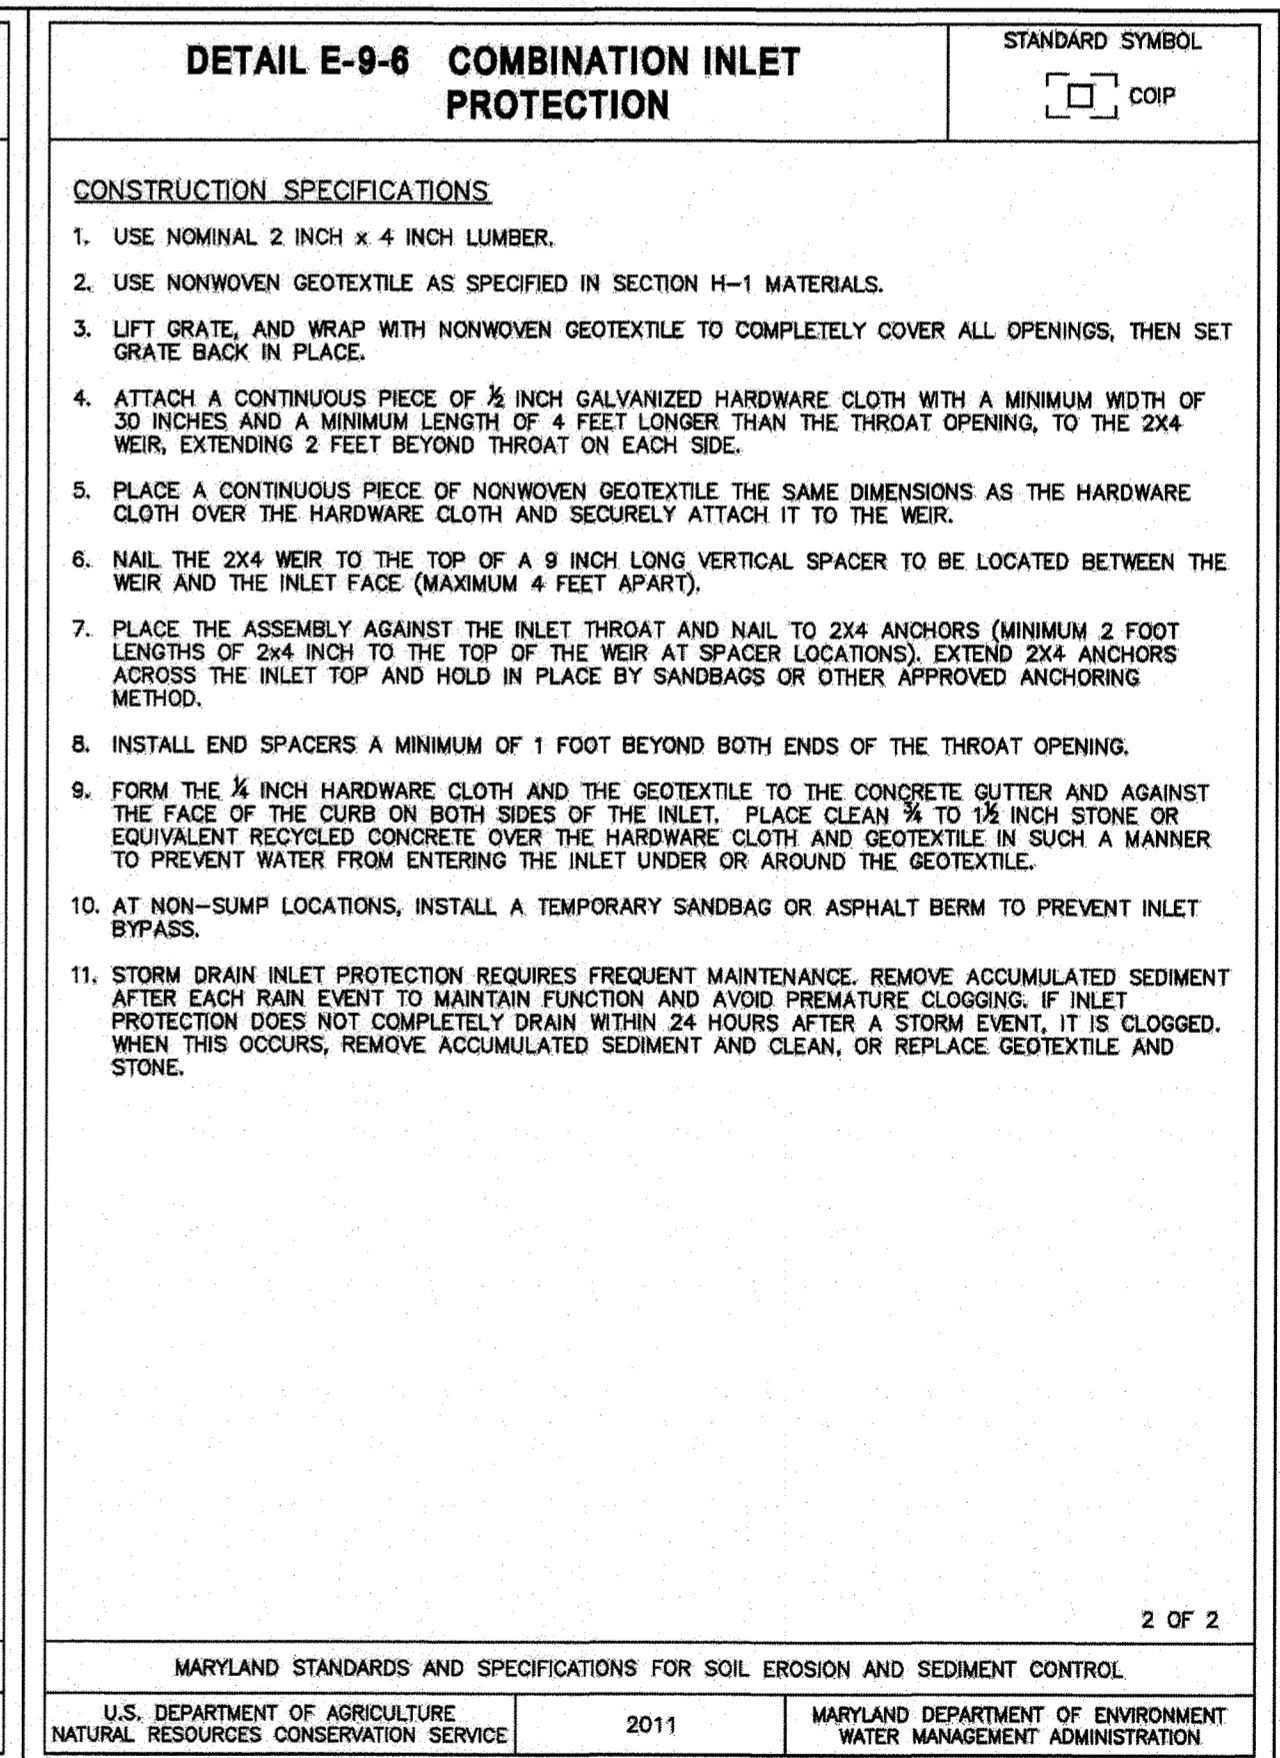 DETAIL E-9-6 COMBINATION INLET
PROTECTION
STANDARD SYMBOL
COIP
CONSTRUCTION SPECIFICATIONS
1. USE NOMINAL 2 INCH x 4 INCH LUMBER.
2. USE NONWOVEN GEOTEXTILE AS SPECIFIED IN SECTION H-1 MATERIALS.
3. LIFT GRATE, AND WRAP WITH NONWOVEN GEOTEXTILE TO COMPLETELY COVER ALL OPENINGS, THEN SET
GRATE BACK IN PLACE.
4. ATTACH A CONTINUOUS PIECE OF ½ INCH GALVANIZED HARDWARE CLOTH WITH A MINIMUM WIDTH OF
30 INCHES AND A MINIMUM LENGTH OF 4 FEET LONGER THAN THE THROAT OPENING, TO THE 2X4
WEIR, EXTENDING 2 FEET BEYOND THROAT ON EACH SIDE.
5. PLACE A CONTINUOUS PIECE OF NONWOVEN GEOTEXTILE THE SAME DIMENSIONS AS THE HARDWARE
CLOTH OVER THE HARDWARE CLOTH AND SECURELY ATTACH IT TO THE WEIR.
6. NAIL THE 2X4 WEIR TO THE TOP OF A 9 INCH LONG VERTICAL SPACER TO BE LOCATED BETWEEN THE
WEIR AND THE INLET FACE (MAXIMUM 4 FEET APART).
7. PLACE THE ASSEMBLY AGAINST THE INLET THROAT AND NAIL TO 2X4 ANCHORS (MINIMUM 2 FOOT
LENGTHS OF 2x4 INCH TO THE TOP OF THE WEIR AT SPACER LOCATIONS). EXTEND 2X4 ANCHORS
ACROSS THE INLET TOP AND HOLD IN PLACE BY SANDBAGS OR OTHER APPROVED ANCHORING
METHOD.
8. INSTALL END SPACERS A MINIMUM OF 1 FOOT BEYOND BOTH ENDS OF THE THROAT OPENING.
9. FORM THE ¼ INCH HARDWARE CLOTH AND THE GEOTEXTILE TO THE CONCRETE GUTTER AND AGAINST
THE FACE OF THE CURB ON BOTH SIDES OF THE INLET. PLACE CLEAN ¾ TO 1½ INCH STONE OR
EQUIVALENT RECYCLED CONCRETE OVER THE HARDWARE CLOTH AND GEOTEXTILE IN SUCH A MANNER
TO PREVENT WATER FROM ENTERING THE INLET UNDER OR AROUND THE GEOTEXTILE.
10. AT NON-SUMP LOCATIONS, INSTALL A TEMPORARY SANDBAG OR ASPHALT BERM TO PREVENT INLET
BYPASS.
11. STORM DRAIN INLET PROTECTION REQUIRES FREQUENT MAINTENANCE. REMOVE ACCUMULATED SEDIMENT
AFTER EACH RAIN EVENT TO MAINTAIN FUNCTION AND AVOID PREMATURE CLOGGING. IF INLET
PROTECTION DOES NOT COMPLETELY DRAIN WITHIN 24 HOURS AFTER A STORM EVENT, IT IS CLOGGED.
WHEN THIS OCCURS, REMOVE ACCUMULATED SEDIMENT AND CLEAN, OR REPLACE GEOTEXTILE AND
STONE.
2 OF 2
MARYLAND STANDARDS AND SPECIFICATIONS FOR SOIL EROSION AND SEDIMENT CONTROL
U.S. DEPARTMENT OF AGRICULTURE
NATURAL RESOURCES CONSERVATION SERVICE
2011
MARYLAND DEPARTMENT OF ENVIRONMENT
WATER MANAGEMENT ADMINISTRATION